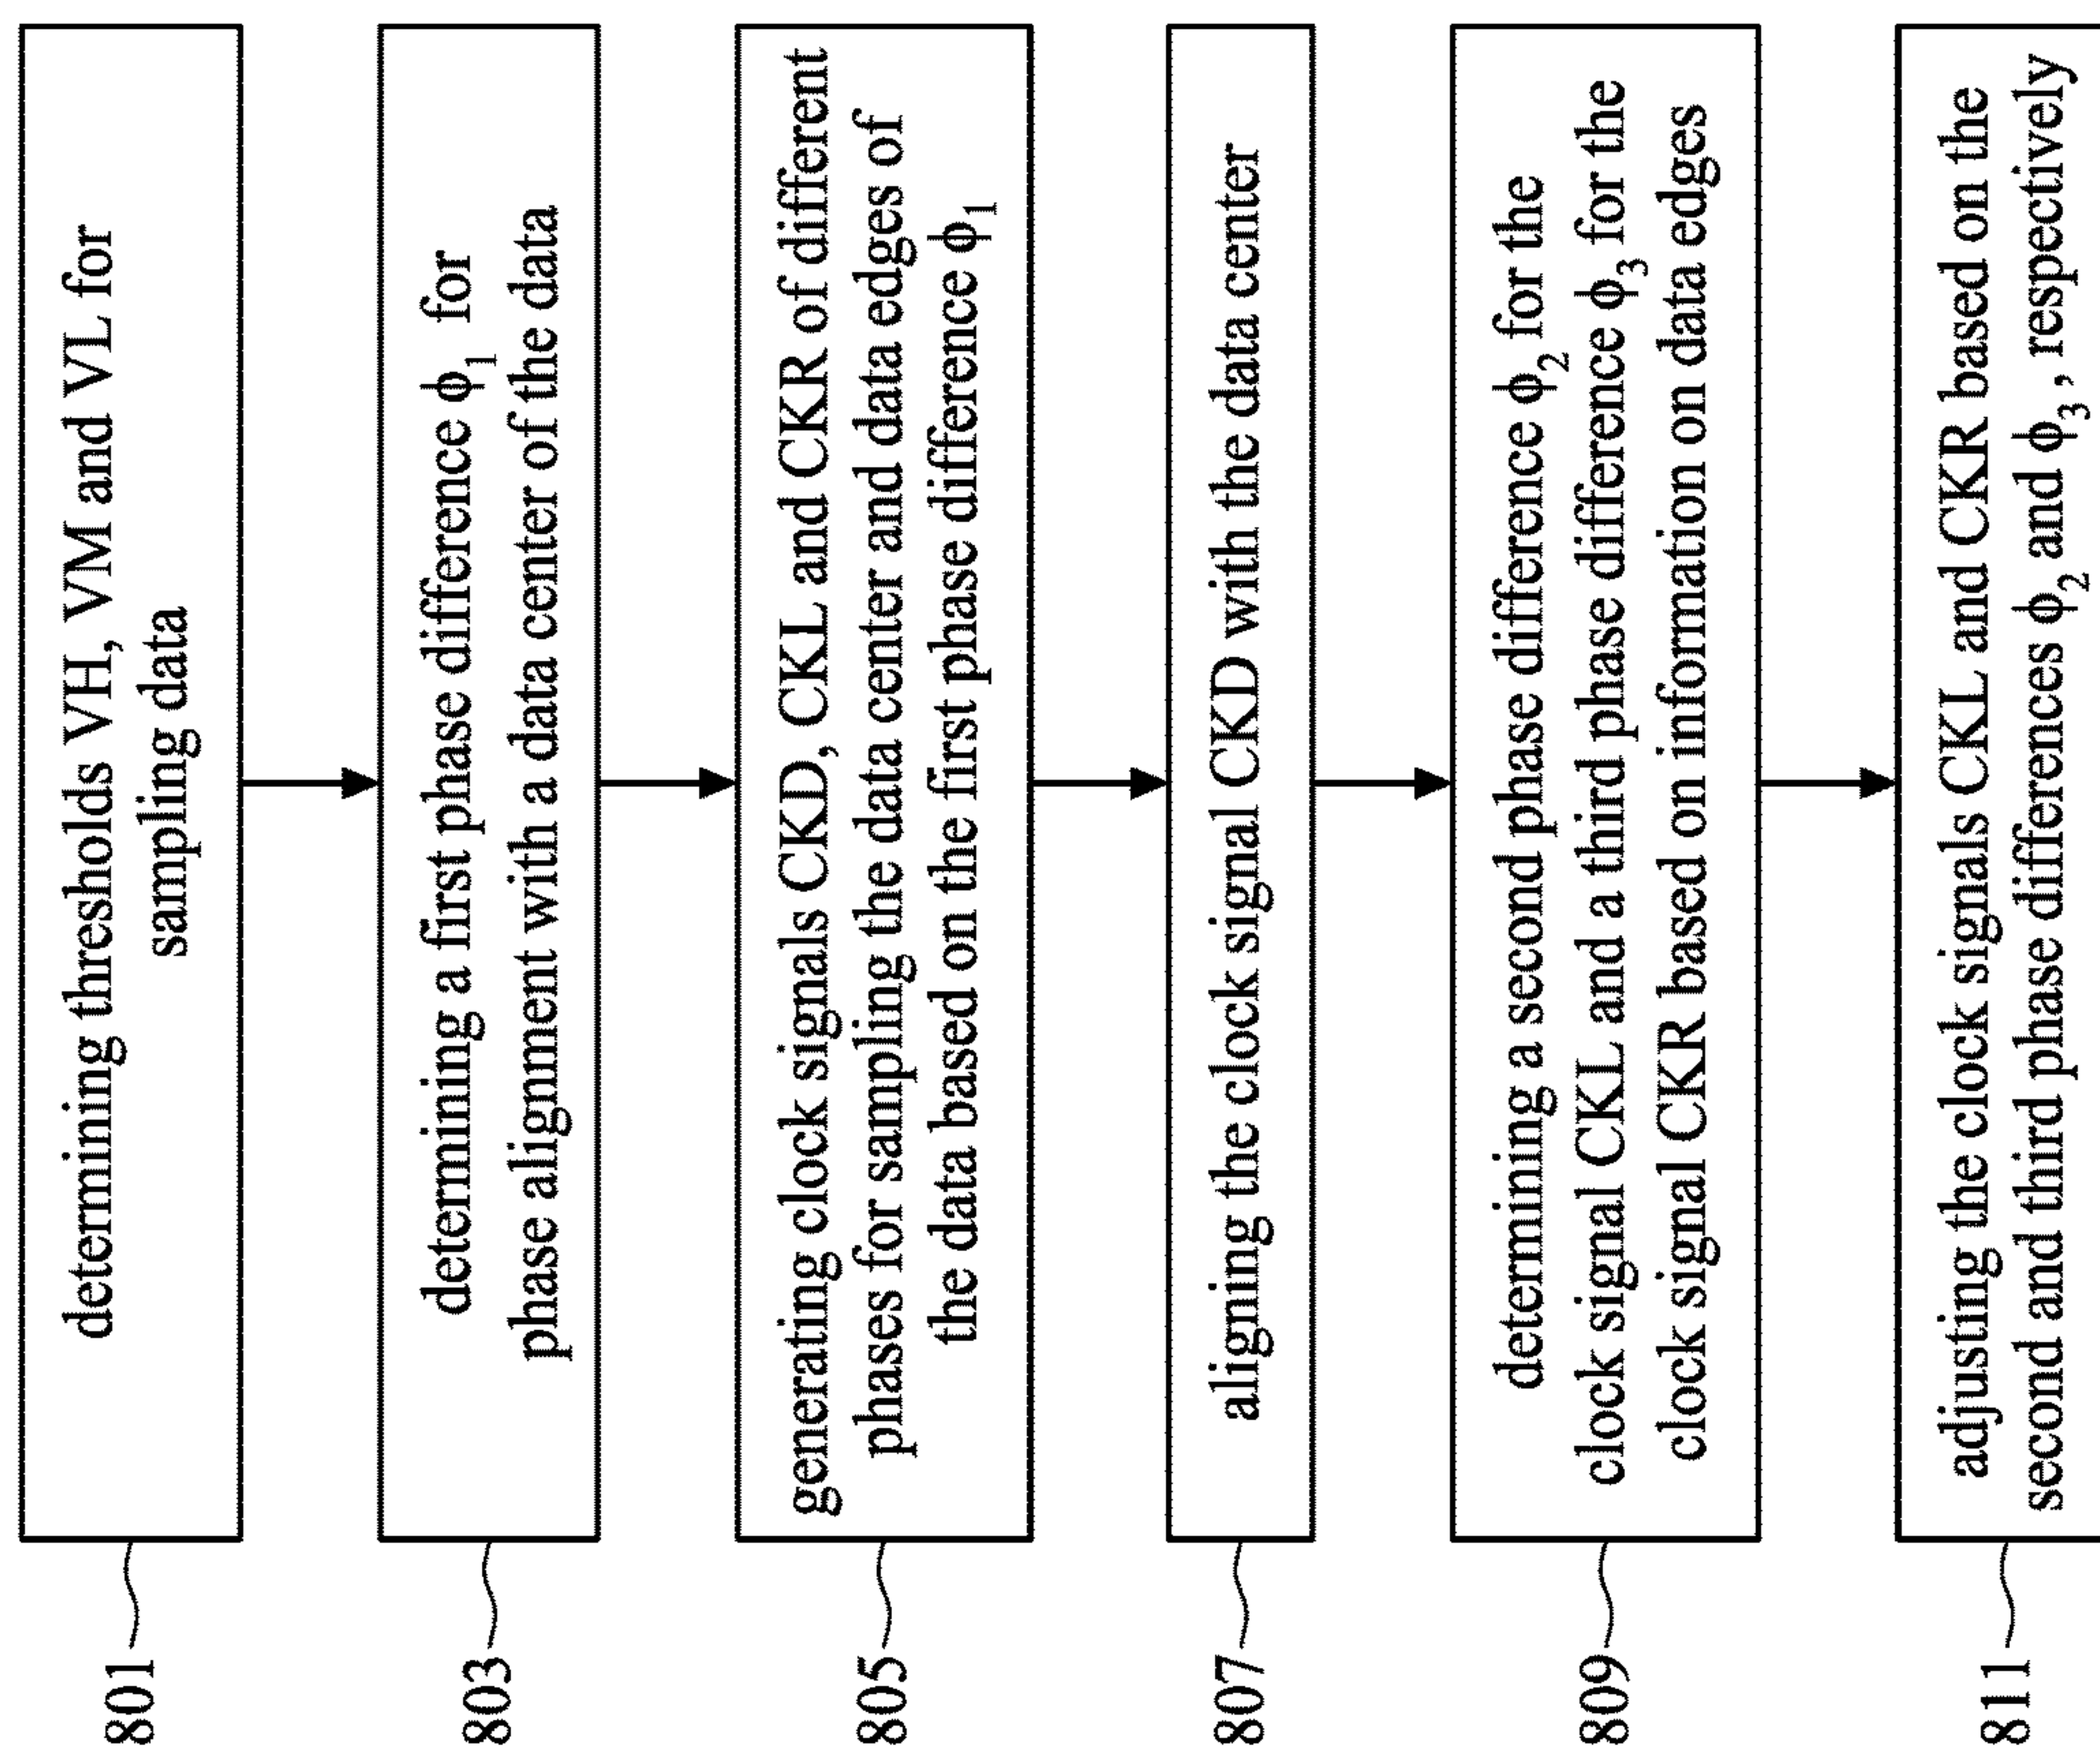 801
determining thresholds VH, VM and VL for
sampling data
803
determining a first phase difference ϕ₁ for
phase alignment with a data center of the data
805
generating clock signals CKD, CKL and CKR of different
phases for sampling the data center and data edges of
the data based on the first phase difference ϕ₁
807
aligning the clock signal CKD with the data center
809
determining a second phase difference ϕ₂ for the
clock signal CKL and a third phase difference ϕ₃ for the
clock signal CKR based on information on data edges
811
adjusting the clock signals CKL and CKR based on the
second and third phase differences ϕ₂ and ϕ₃, respectively